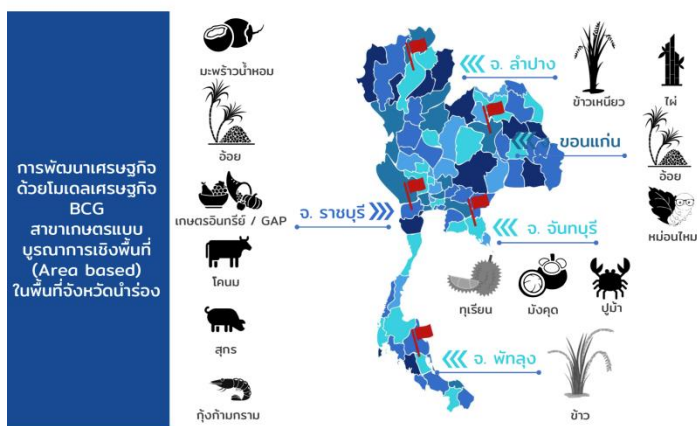 การพัฒนาเศรษฐกิจ
ด้วยโมเดลเศรษฐกิจ
BCG
สาขาเกษตรแบบ
บูรณาการเชิงพื้นที่
(Area based)
ในพื้นที่จังหวัดนำร่อง
มะพร้าวน้ำหอม
อ้อย
เกษตรอินทรีย์ / GAP
โคนม
สุกร
กุ้งก้ามกราม
จ. ราชบุรี
จ. ลำปาง
ข้าวเหนียว
ไผ่
ขอนแก่น
อ้อย
หม่อนไหม
จ. จันทบุรี
ทุเรียน
มังคุด
ปูม้า
จ. พัทลุง
ข้าว